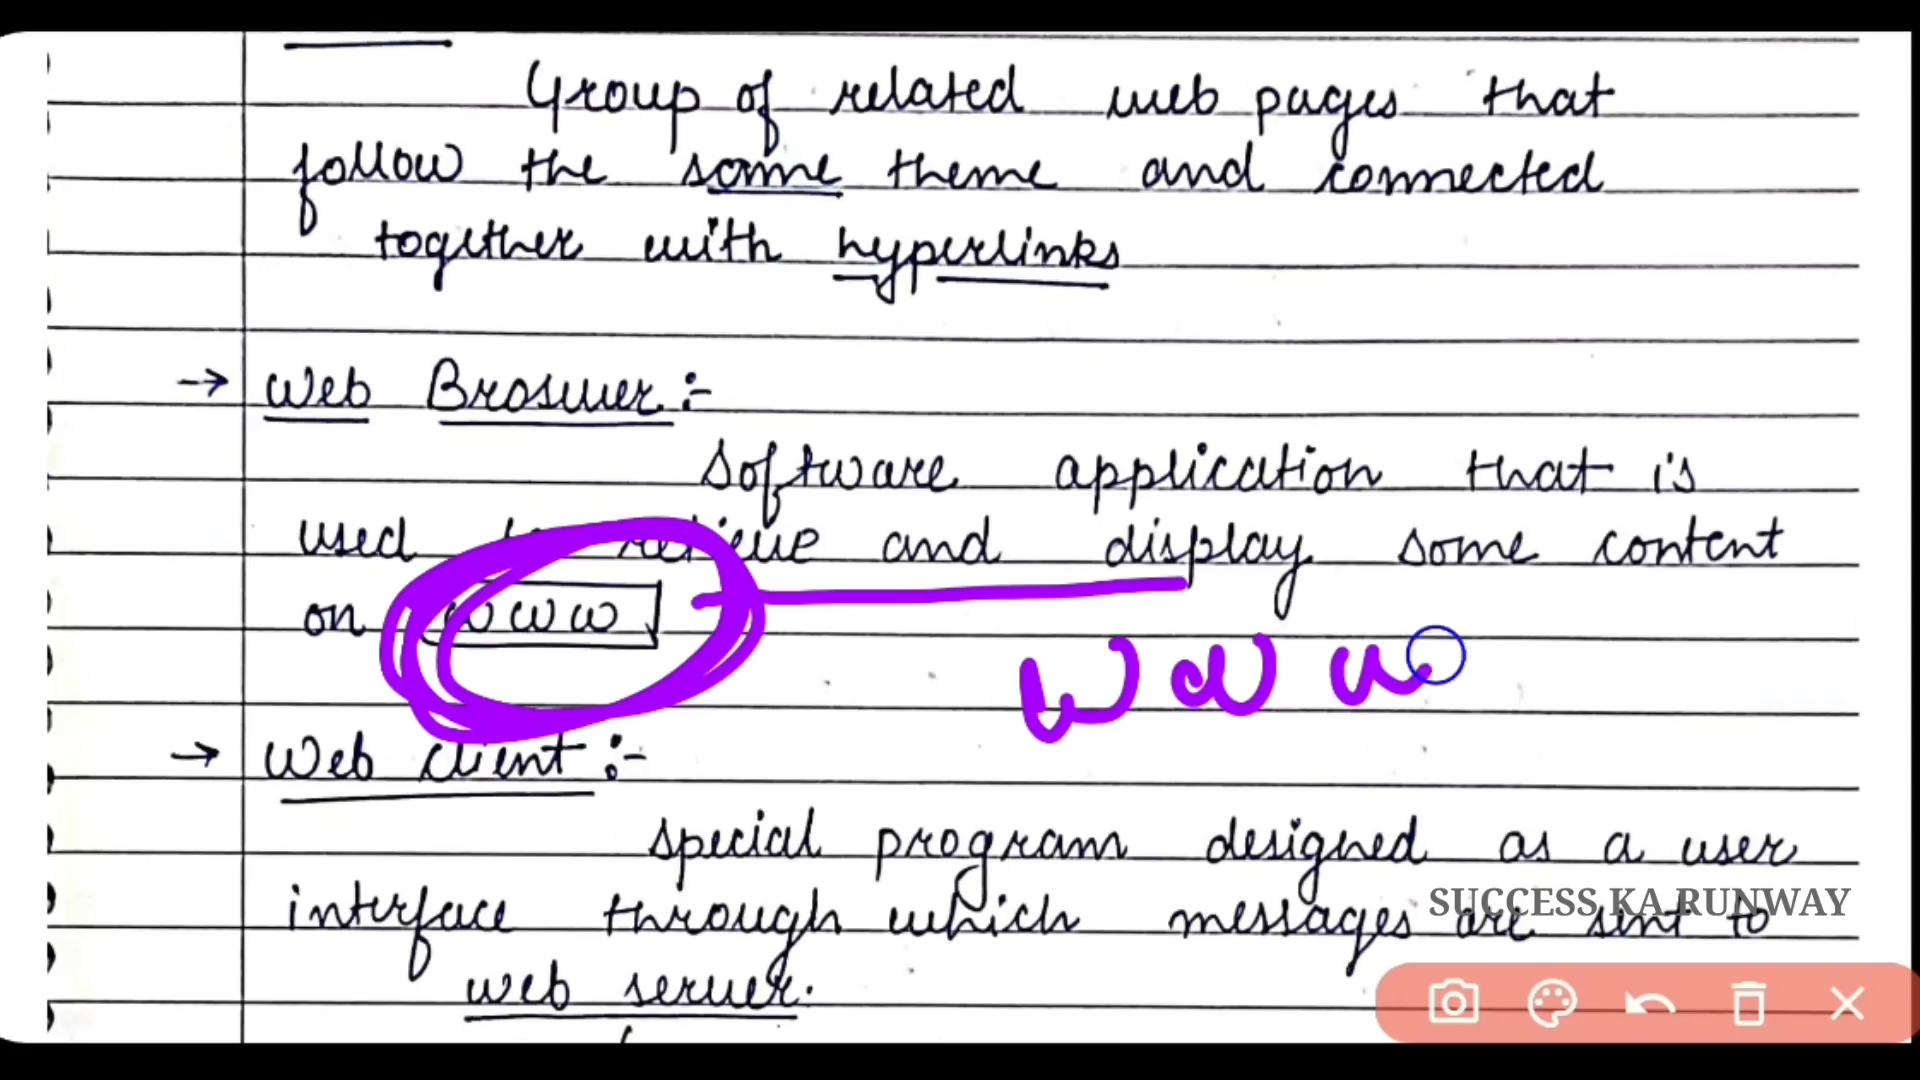 Group of related web pages that
follow the same theme and connected
together with hyperlinks
→ Web Browser :-
Software application that is
used to retrieve and display some content
on www
w w w
→ Web client :-
special program designed as a user
interface through which messages are sent to
web server.
SUCCESS KA RUNWAY